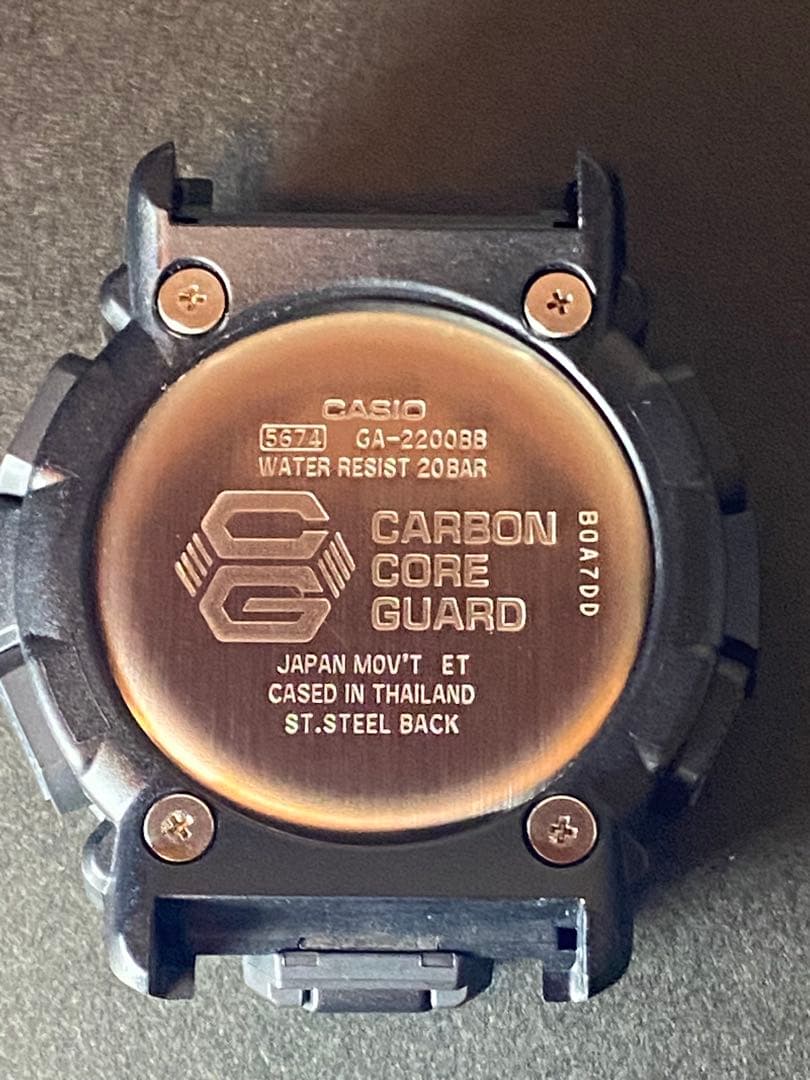 CASIO
5674 GA-2200BB
WATER RESIST 20BAR
CG
CARBON
CORE
GUARD
B0A7DD
JAPAN MOV'T ET
CASED IN THAILAND
ST.STEEL BACK